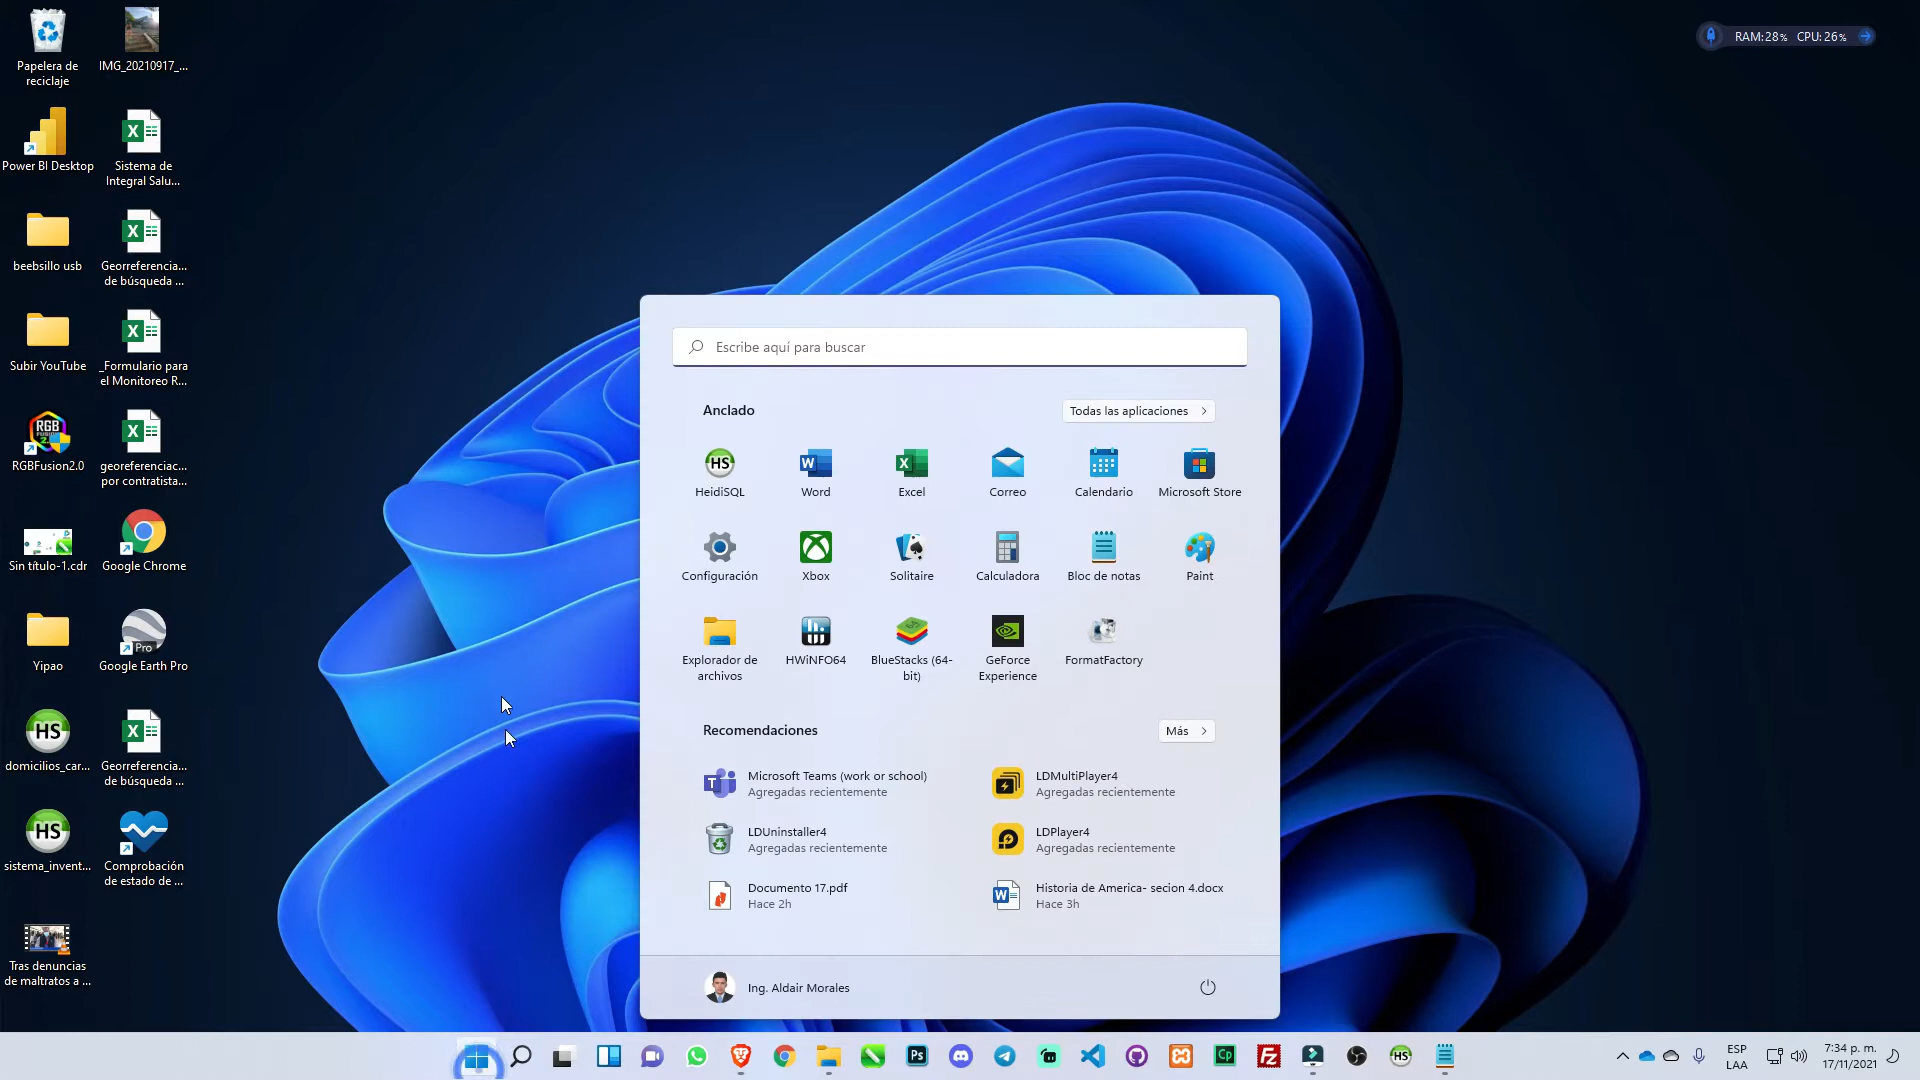 Papelera de
reciclaje
IMG_20210917_...
RAM:28% CPU:26%
Power BI Desktop
Sistema de
Integral Salu...
beebsillo usb
Georreferencia...
de búsqueda ...
Subir YouTube
_Formulario para
el Monitoreo R...
RGBFusion2.0
georeferenciac...
por contratista...
Sin título-1.cdr
Google Chrome
Yipao
Google Earth Pro
domicilios_car...
Georreferencia...
de búsqueda ...
sistema_invent...
Comprobación
de estado de ...
Tras denuncias
de maltratos a ...
Escribe aquí para buscar
Anclado
Todas las aplicaciones
HeidiSQL
Word
Excel
Correo
Calendario
Microsoft Store
Configuración
Xbox
Solitaire
Calculadora
Bloc de notas
Paint
Explorador de
archivos
HWiNFO64
BlueStacks (64-
bit)
GeForce
Experience
FormatFactory
Recomendaciones
Más
Microsoft Teams (work or school)
Agregadas recientemente
LDMultiPlayer4
Agregadas recientemente
LDUninstaller4
Agregadas recientemente
LDPlayer4
Agregadas recientemente
Documento 17.pdf
Hace 2h
Historia de America- secion 4.docx
Hace 3h
Ing. Aldair Morales
ESP
LAA
7:34 p. m.
17/11/2021